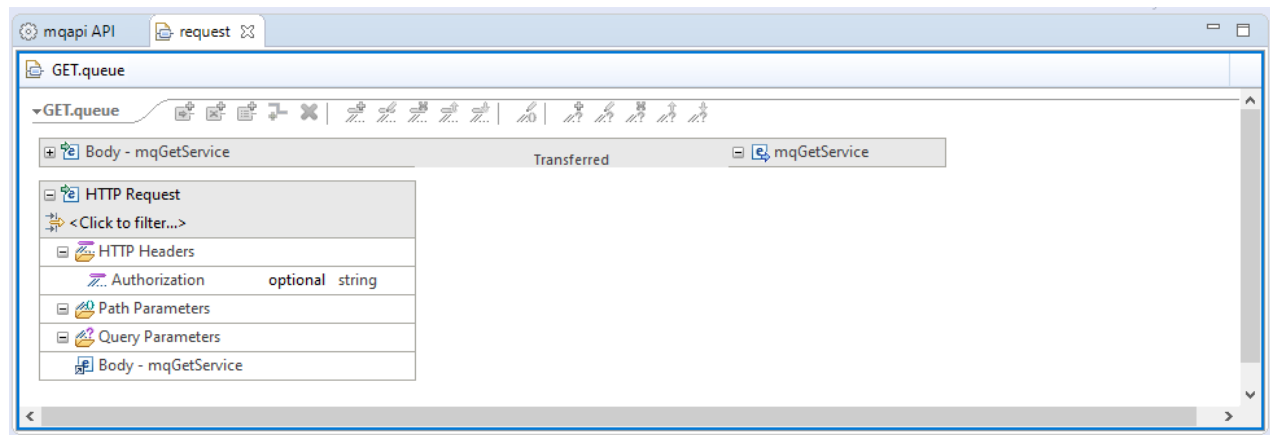 mqapi API request
GET.queue
GET.queue
Body - mqGetService Transferred mqGetService
HTTP Request
<Click to filter...>
HTTP Headers
Authorization optional string
Path Parameters
Query Parameters
Body - mqGetService